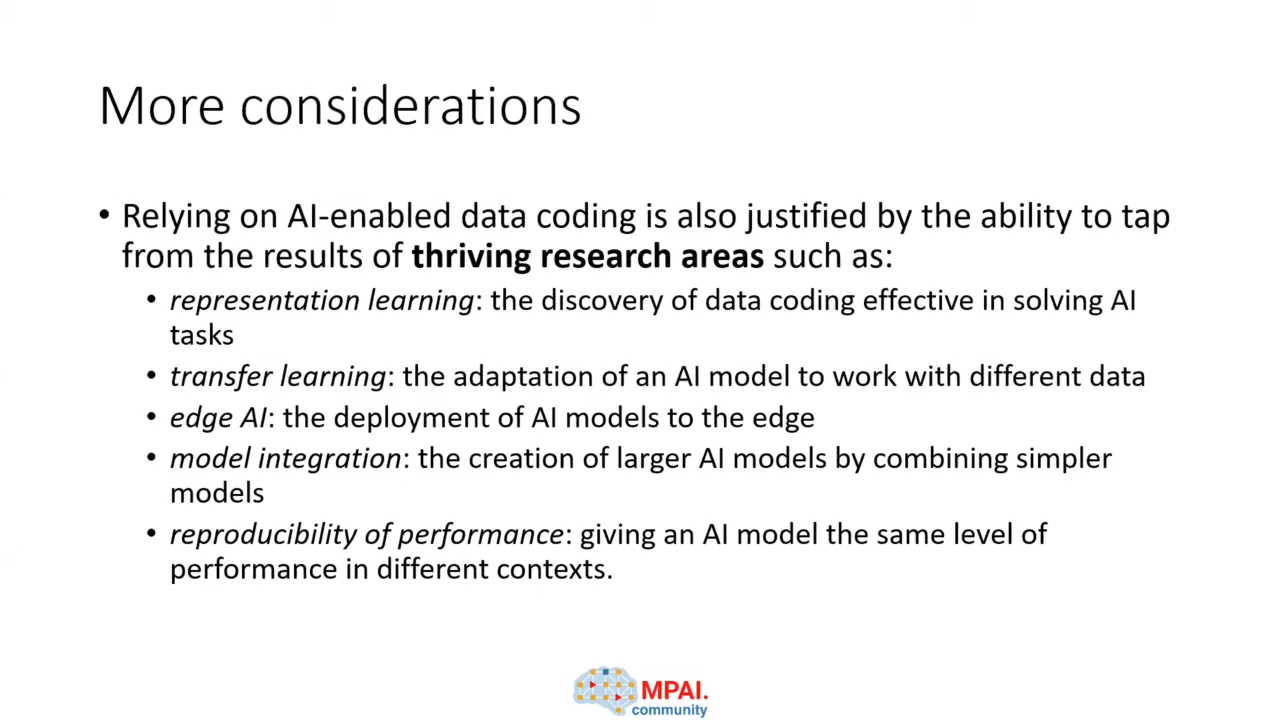 More considerations
• Relying on AI-enabled data coding is also justified by the ability to tap
from the results of thriving research areas such as:
• representation learning: the discovery of data coding effective in solving AI
tasks
• transfer learning: the adaptation of an AI model to work with different data
• edge AI: the deployment of AI models to the edge
• model integration: the creation of larger AI models by combining simpler
models
• reproducibility of performance: giving an AI model the same level of
performance in different contexts.
MPAI.
community